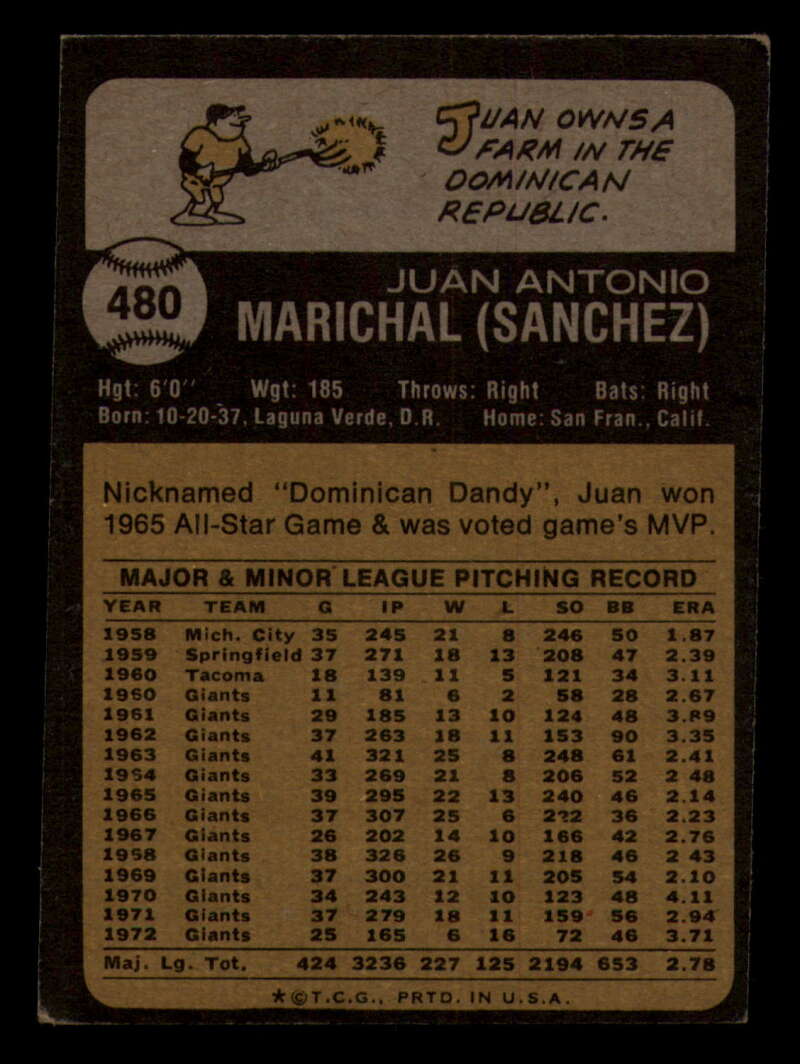 JUAN OWNS A
FARM IN THE
DOMINICAN
REPUBLIC.
480
JUAN ANTONIO
MARICHAL (SANCHEZ)
Hgt: 6'0" Wgt: 185 Throws: Right Bats: Right
Born: 10-20-37, Laguna Verde, D.R. Home: San Fran., Calif.
Nicknamed "Dominican Dandy", Juan won
1965 All-Star Game & was voted game's MVP.
MAJOR & MINOR LEAGUE PITCHING RECORD
YEAR TEAM G IP W L SO BB ERA
1958 Mich. City 35 245 21 8 246 50 1.87
1959 Springfield 37 271 18 13 208 47 2.39
1960 Tacoma 18 139 11 5 121 34 3.11
1960 Giants 11 81 6 2 58 28 2.67
1961 Giants 29 185 13 10 124 48 3.89
1962 Giants 37 263 18 11 153 90 3.35
1963 Giants 41 321 25 8 248 61 2.41
1964 Giants 33 269 21 8 206 52 2 48
1965 Giants 39 295 22 13 240 46 2.14
1966 Giants 37 307 25 6 222 36 2.23
1967 Giants 26 202 14 10 166 42 2.76
1968 Giants 38 326 26 9 218 46 2 43
1969 Giants 37 300 21 11 205 54 2.10
1970 Giants 34 243 12 10 123 48 4.11
1971 Giants 37 279 18 11 159 56 2.94
1972 Giants 25 165 6 16 72 46 3.71
Maj. Lg. Tot. 424 3236 227 125 2194 653 2.78
★©T.C.G., PRTD. IN U.S.A.